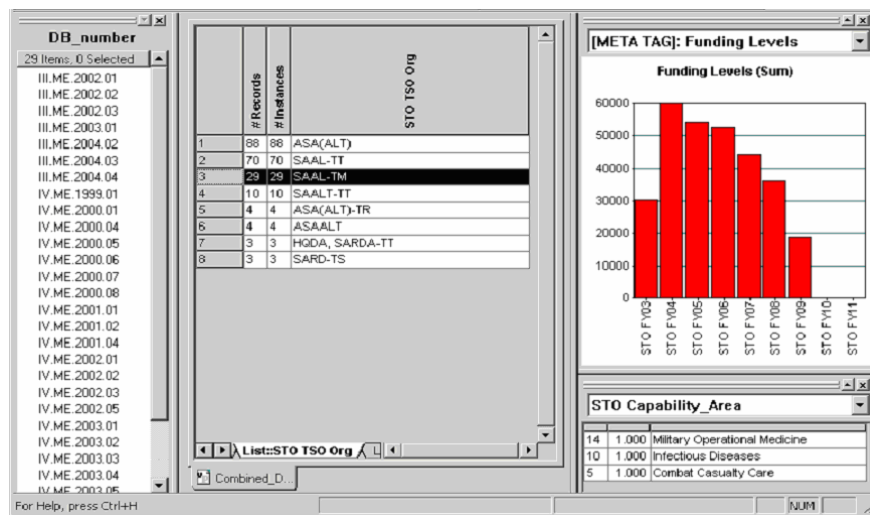 DB_number
29 Items, 0 Selected
III.ME.2002.01
III.ME.2002.02
III.ME.2002.03
III.ME.2003.01
III.ME.2004.02
III.ME.2004.03
III.ME.2004.04
IV.ME.1999.01
IV.ME.2000.01
IV.ME.2000.04
IV.ME.2000.05
IV.ME.2000.06
IV.ME.2000.07
IV.ME.2000.08
IV.ME.2001.01
IV.ME.2001.02
IV.ME.2001.04
IV.ME.2002.01
IV.ME.2002.02
IV.ME.2002.03
IV.ME.2002.05
IV.ME.2003.01
IV.ME.2003.02
IV.ME.2003.03
IV.ME.2003.04
IV.ME.2003.05
# Records # Instances STO TSO Org
1 88 88 ASA(ALT)
2 70 70 SAAL-TT
3 29 29 SAAL-TM
4 10 10 SAALT-TT
5 4 4 ASA(ALT)-TR
6 4 4 ASAALT
7 3 3 HQDA, SARDA-TT
8 3 3 SARD-TS
List::STO TSO Org L
Combined_D...
[META TAG]: Funding Levels
Funding Levels (Sum)
60000
50000
40000
30000
20000
10000
0
STO FY03 STO FY04 STO FY05 STO FY06 STO FY07 STO FY08 STO FY09 STO FY10 STO FY11
STO Capability_Area
14 1.000 Military Operational Medicine
10 1.000 Infectious Diseases
5 1.000 Combat Casualty Care
For Help, press Ctrl+H
NUM